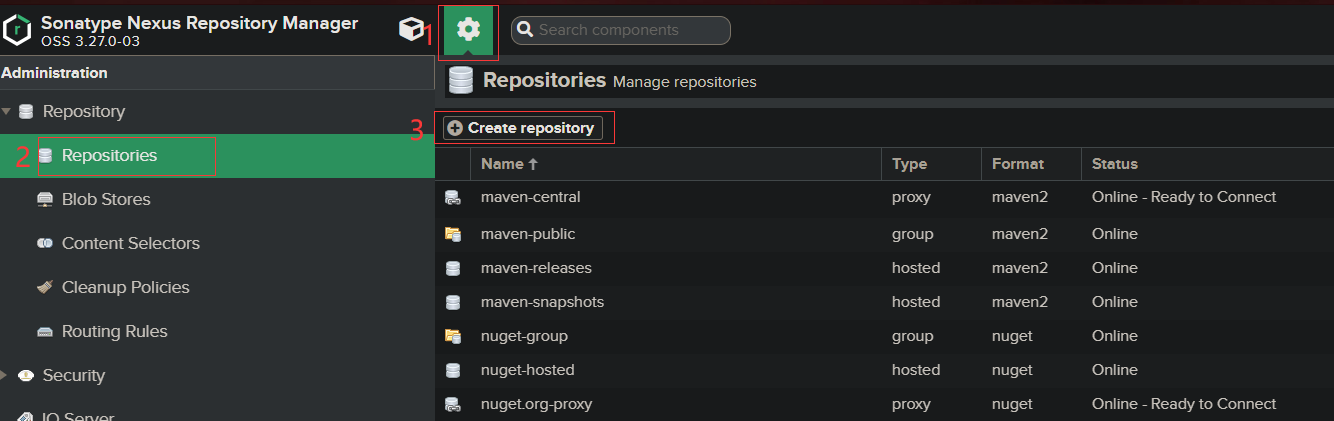 Sonatype Nexus Repository Manager
OSS 3.27.0-03
1
Search components
Administration
Repositories Manage repositories
Repository
3 Create repository
2 Repositories
Name Type Format Status
Blob Stores
maven-central proxy maven2 Online - Ready to Connect
maven-public group maven2 Online
Content Selectors
maven-releases hosted maven2 Online
Cleanup Policies
maven-snapshots hosted maven2 Online
Routing Rules
nuget-group group nuget Online
Security
nuget-hosted hosted nuget Online
nuget.org-proxy proxy nuget Online - Ready to Connect
IQ Server